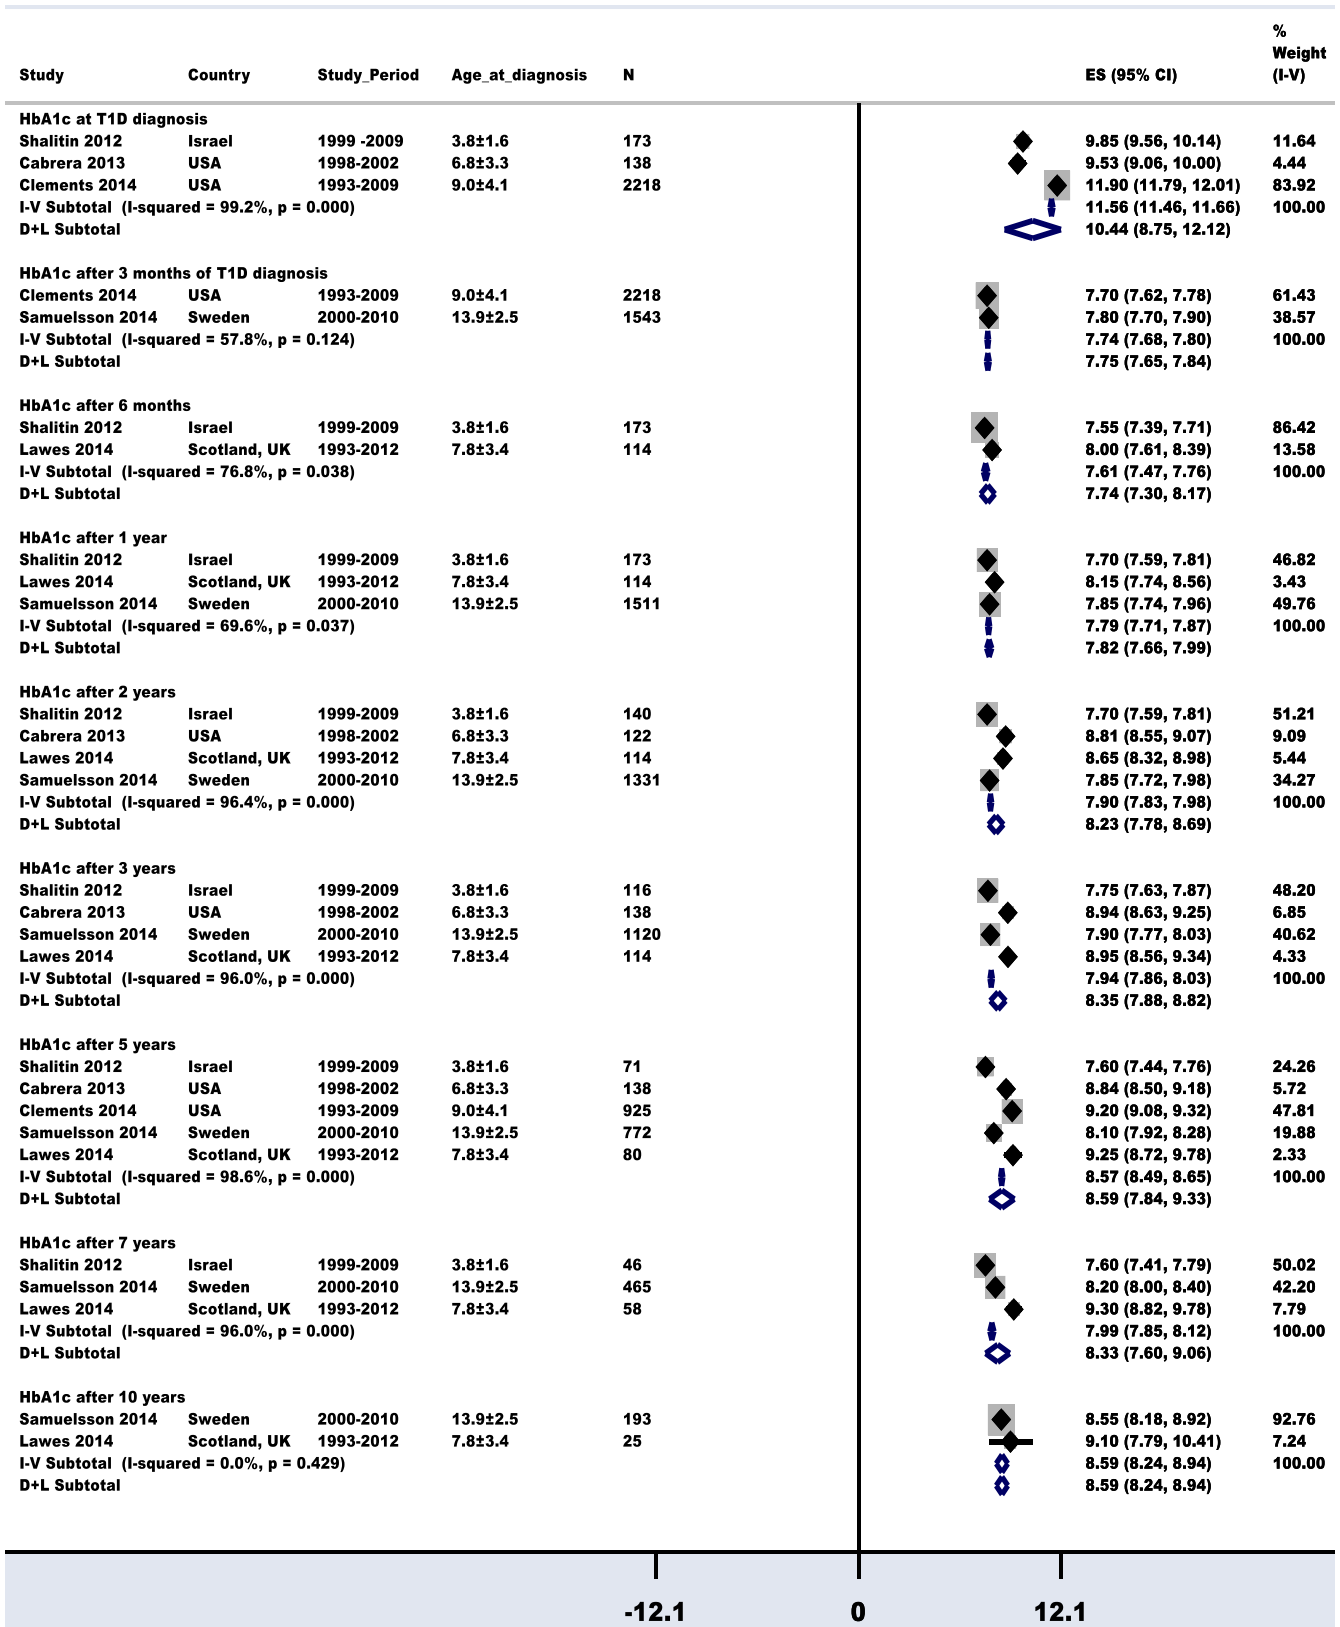 %
Weight
Study Country Study_Period Age_at_diagnosis N ES (95% CI) (I-V)
HbA1c at T1D diagnosis
Shalitin 2012 Israel 1999 -2009 3.8±1.6 173 9.85 (9.56, 10.14) 11.64
Cabrera 2013 USA 1998-2002 6.8±3.3 138 9.53 (9.06, 10.00) 4.44
Clements 2014 USA 1993-2009 9.0±4.1 2218 11.90 (11.79, 12.01) 83.92
I-V Subtotal (I-squared = 99.2%, p = 0.000) 11.56 (11.46, 11.66) 100.00
D+L Subtotal 10.44 (8.75, 12.12)
HbA1c after 3 months of T1D diagnosis
Clements 2014 USA 1993-2009 9.0±4.1 2218 7.70 (7.62, 7.78) 61.43
Samuelsson 2014 Sweden 2000-2010 13.9±2.5 1543 7.80 (7.70, 7.90) 38.57
I-V Subtotal (I-squared = 57.8%, p = 0.124) 7.74 (7.68, 7.80) 100.00
D+L Subtotal 7.75 (7.65, 7.84)
HbA1c after 6 months
Shalitin 2012 Israel 1999-2009 3.8±1.6 173 7.55 (7.39, 7.71) 86.42
Lawes 2014 Scotland, UK 1993-2012 7.8±3.4 114 8.00 (7.61, 8.39) 13.58
I-V Subtotal (I-squared = 76.8%, p = 0.038) 7.61 (7.47, 7.76) 100.00
D+L Subtotal 7.74 (7.30, 8.17)
HbA1c after 1 year
Shalitin 2012 Israel 1999-2009 3.8±1.6 173 7.70 (7.59, 7.81) 46.82
Lawes 2014 Scotland, UK 1993-2012 7.8±3.4 114 8.15 (7.74, 8.56) 3.43
Samuelsson 2014 Sweden 2000-2010 13.9±2.5 1511 7.85 (7.74, 7.96) 49.76
I-V Subtotal (I-squared = 69.6%, p = 0.037) 7.79 (7.71, 7.87) 100.00
D+L Subtotal 7.82 (7.66, 7.99)
HbA1c after 2 years
Shalitin 2012 Israel 1999-2009 3.8±1.6 140 7.70 (7.59, 7.81) 51.21
Cabrera 2013 USA 1998-2002 6.8±3.3 122 8.81 (8.55, 9.07) 9.09
Lawes 2014 Scotland, UK 1993-2012 7.8±3.4 114 8.65 (8.32, 8.98) 5.44
Samuelsson 2014 Sweden 2000-2010 13.9±2.5 1331 7.85 (7.72, 7.98) 34.27
I-V Subtotal (I-squared = 96.4%, p = 0.000) 7.90 (7.83, 7.98) 100.00
D+L Subtotal 8.23 (7.78, 8.69)
HbA1c after 3 years
Shalitin 2012 Israel 1999-2009 3.8±1.6 116 7.75 (7.63, 7.87) 48.20
Cabrera 2013 USA 1998-2002 6.8±3.3 138 8.94 (8.63, 9.25) 6.85
Samuelsson 2014 Sweden 2000-2010 13.9±2.5 1120 7.90 (7.77, 8.03) 40.62
Lawes 2014 Scotland, UK 1993-2012 7.8±3.4 114 8.95 (8.56, 9.34) 4.33
I-V Subtotal (I-squared = 96.0%, p = 0.000) 7.94 (7.86, 8.03) 100.00
D+L Subtotal 8.35 (7.88, 8.82)
HbA1c after 5 years
Shalitin 2012 Israel 1999-2009 3.8±1.6 71 7.60 (7.44, 7.76) 24.26
Cabrera 2013 USA 1998-2002 6.8±3.3 138 8.84 (8.50, 9.18) 5.72
Clements 2014 USA 1993-2009 9.0±4.1 925 9.20 (9.08, 9.32) 47.81
Samuelsson 2014 Sweden 2000-2010 13.9±2.5 772 8.10 (7.92, 8.28) 19.88
Lawes 2014 Scotland, UK 1993-2012 7.8±3.4 80 9.25 (8.72, 9.78) 2.33
I-V Subtotal (I-squared = 98.6%, p = 0.000) 8.57 (8.49, 8.65) 100.00
D+L Subtotal 8.59 (7.84, 9.33)
HbA1c after 7 years
Shalitin 2012 Israel 1999-2009 3.8±1.6 46 7.60 (7.41, 7.79) 50.02
Samuelsson 2014 Sweden 2000-2010 13.9±2.5 465 8.20 (8.00, 8.40) 42.20
Lawes 2014 Scotland, UK 1993-2012 7.8±3.4 58 9.30 (8.82, 9.78) 7.79
I-V Subtotal (I-squared = 96.0%, p = 0.000) 7.99 (7.85, 8.12) 100.00
D+L Subtotal 8.33 (7.60, 9.06)
HbA1c after 10 years
Samuelsson 2014 Sweden 2000-2010 13.9±2.5 193 8.55 (8.18, 8.92) 92.76
Lawes 2014 Scotland, UK 1993-2012 7.8±3.4 25 9.10 (7.79, 10.41) 7.24
I-V Subtotal (I-squared = 0.0%, p = 0.429) 8.59 (8.24, 8.94) 100.00
D+L Subtotal 8.59 (8.24, 8.94)
-12.1 0 12.1